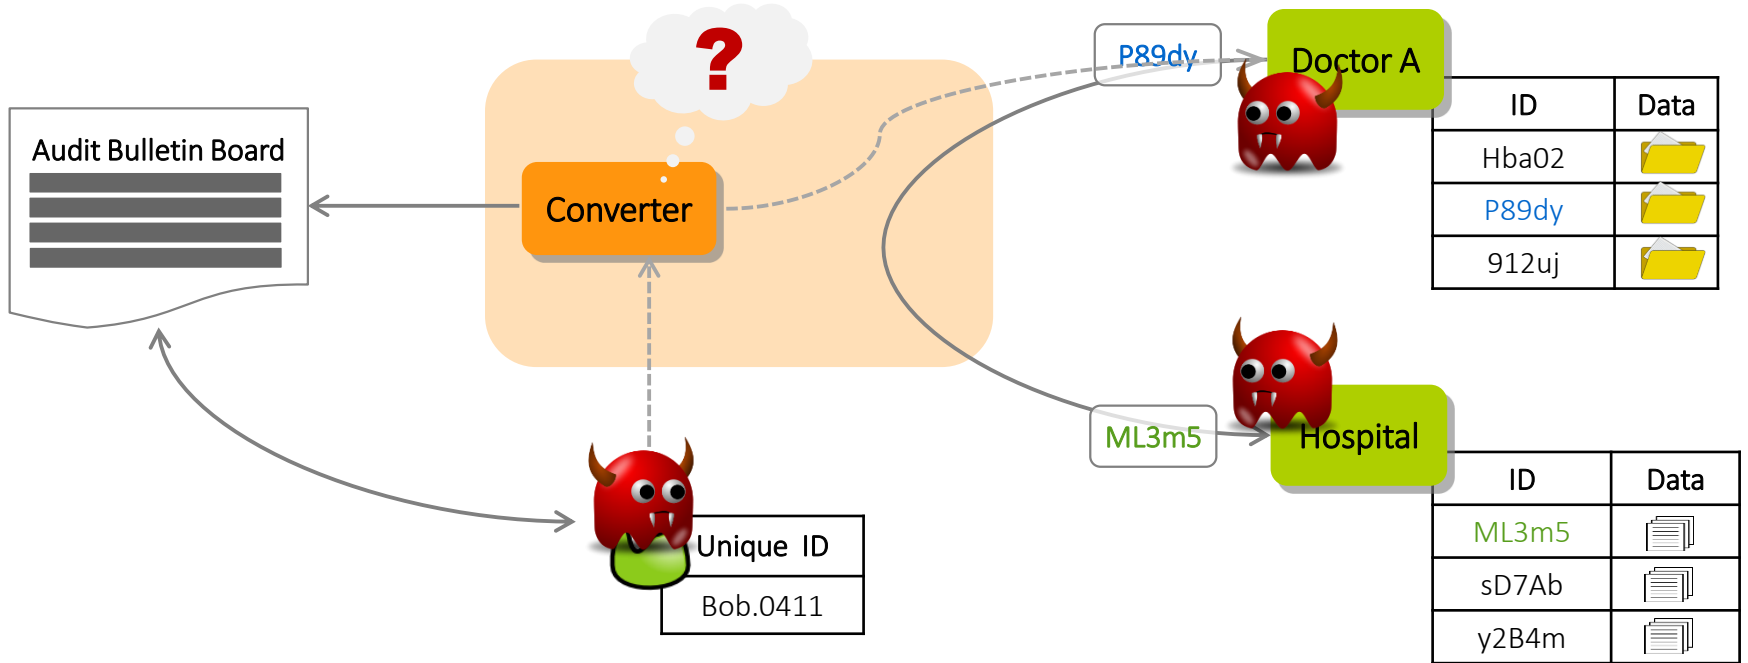 ?
P89dy
Doctor A
ID Data
Hba02
P89dy
912uj
Audit Bulletin Board
Converter
ML3m5
Hospital
ID Data
ML3m5
sD7Ab
y2B4m
Unique ID
Bob.0411